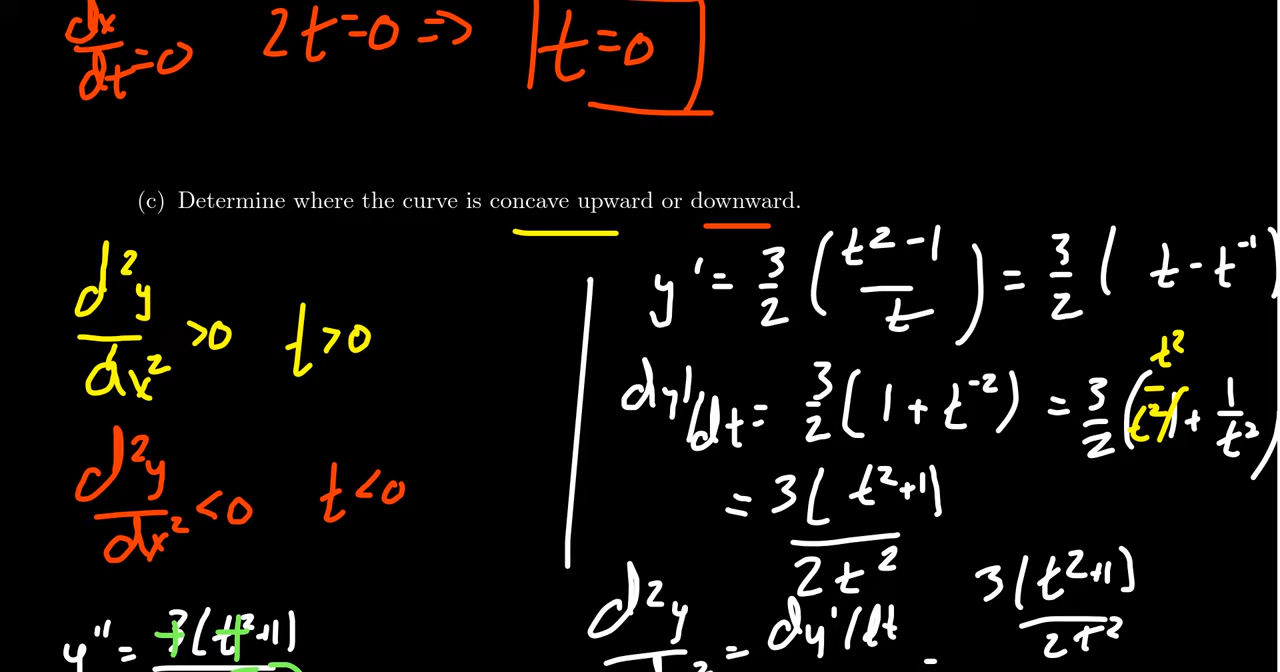 dx/dt=0 2t=0 => t=0
(c) Determine where the curve is concave upward or downward.
d²y/dx² >0 t>0
d²y/dx² <0 t<0
y'' = 3(t²+1)
y' = 3/2 (t²-1/t) = 3/2 ( t - t⁻¹)
dy'/dt = 3/2 (1 + t⁻²) = 3/2 (t²/t² 1 + 1/t²)
= 3(t²+1)/2t²
d²y/dx² = dy'/dt = 3(t²+1)/2t²